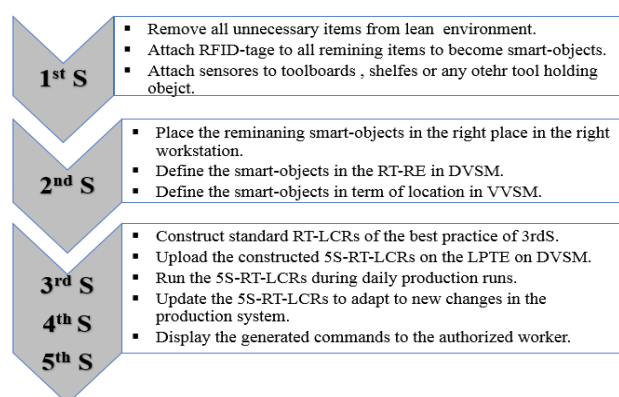 1st S
▪ Remove all unnecessary items from lean environment.
▪ Attach RFID-tage to all remining items to become smart-objects.
▪ Attach sensores to toolboards , shelfes or any otehr tool holding
obejct.
2nd S
▪ Place the reminaning smart-objects in the right place in the right
workstation.
▪ Define the smart-objects in the RT-RE in DVSM.
▪ Define the smart-objects in term of location in VVSM.
3rd S
4th S
5th S
▪ Construct standard RT-LCRs of the best practice of 3rdS.
▪ Upload the constructed 5S-RT-LCRs on the LPTE on DVSM.
▪ Run the 5S-RT-LCRs during daily production runs.
▪ Update the 5S-RT-LCRs to adapt to new changes in the
production system.
▪ Display the generated commands to the authorized worker.